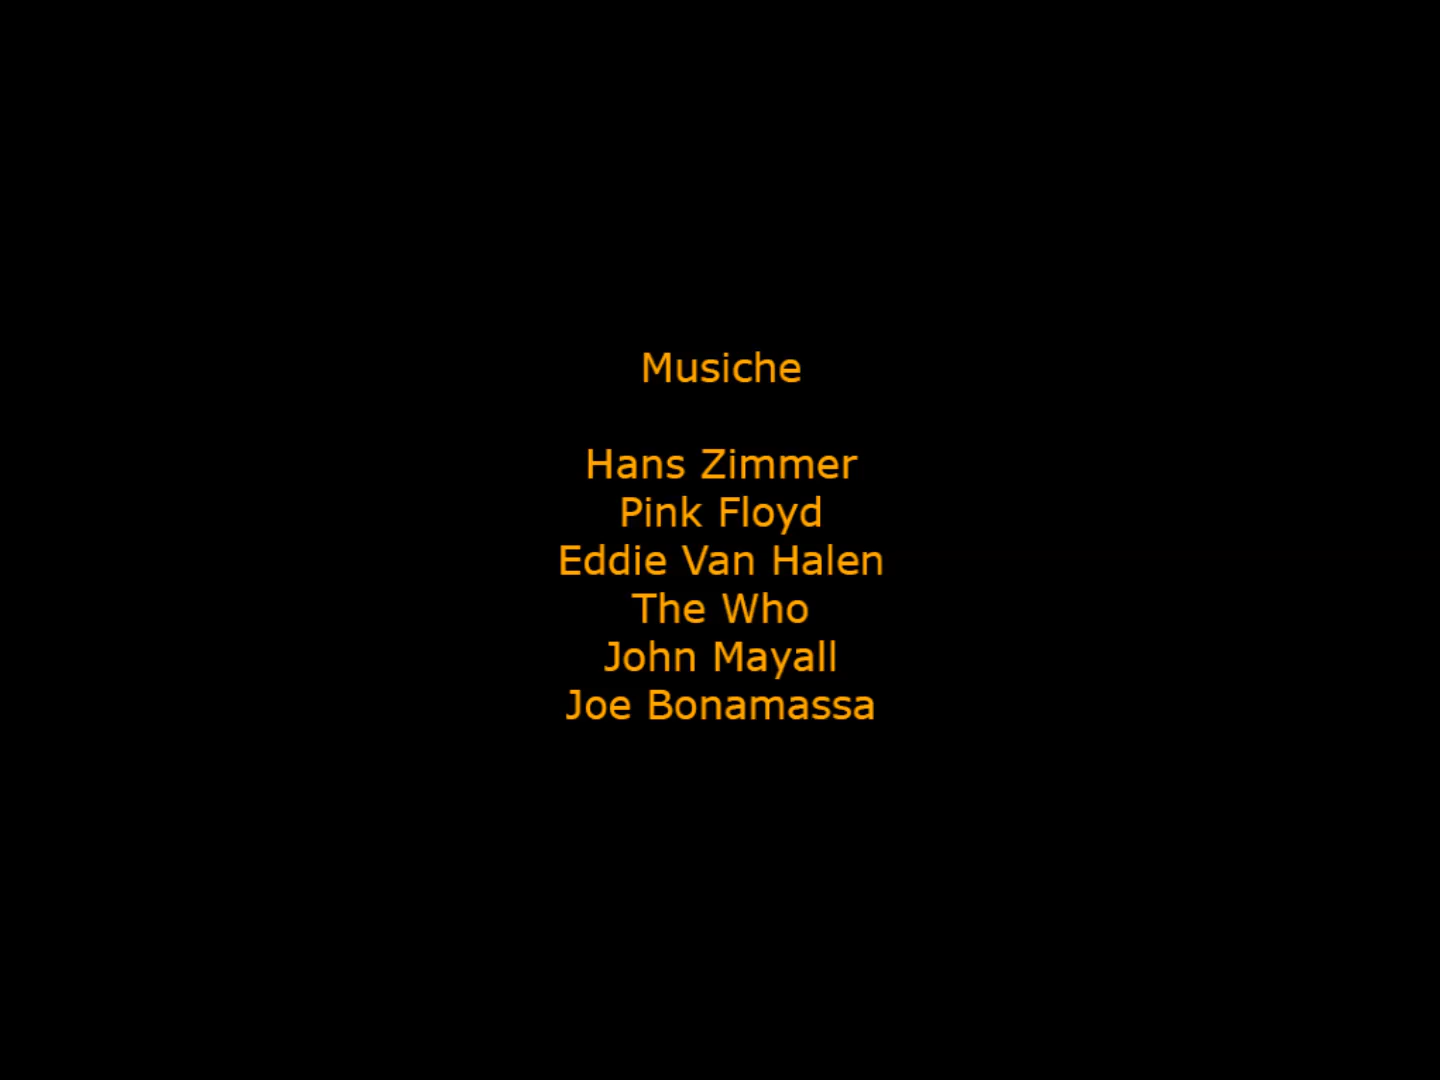 Musiche
Hans Zimmer
Pink Floyd
Eddie Van Halen
The Who
John Mayall
Joe Bonamassa